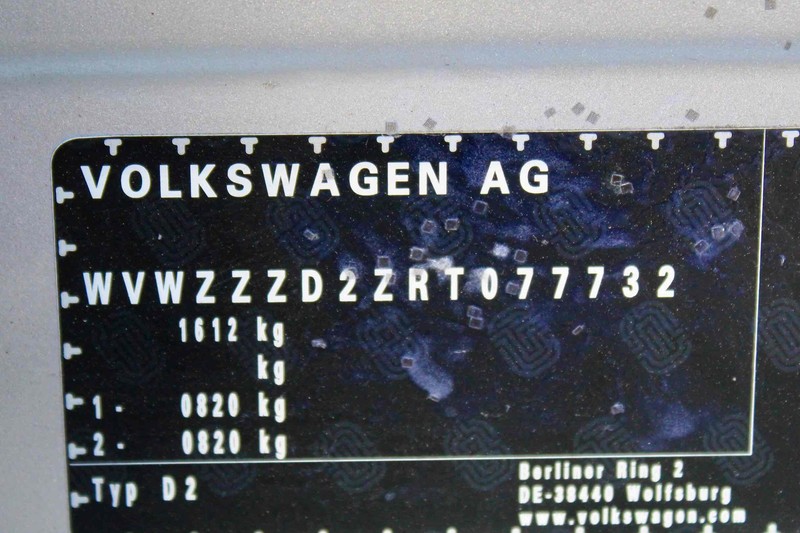 VOLKSWAGEN AG
WVWZZZD2ZRT077732
1612 kg
kg
1- 0820 kg
2- 0820 kg
Typ D2
Berliner Ring 2
DE-38440 Wolfsburg
www.volkswagen.com